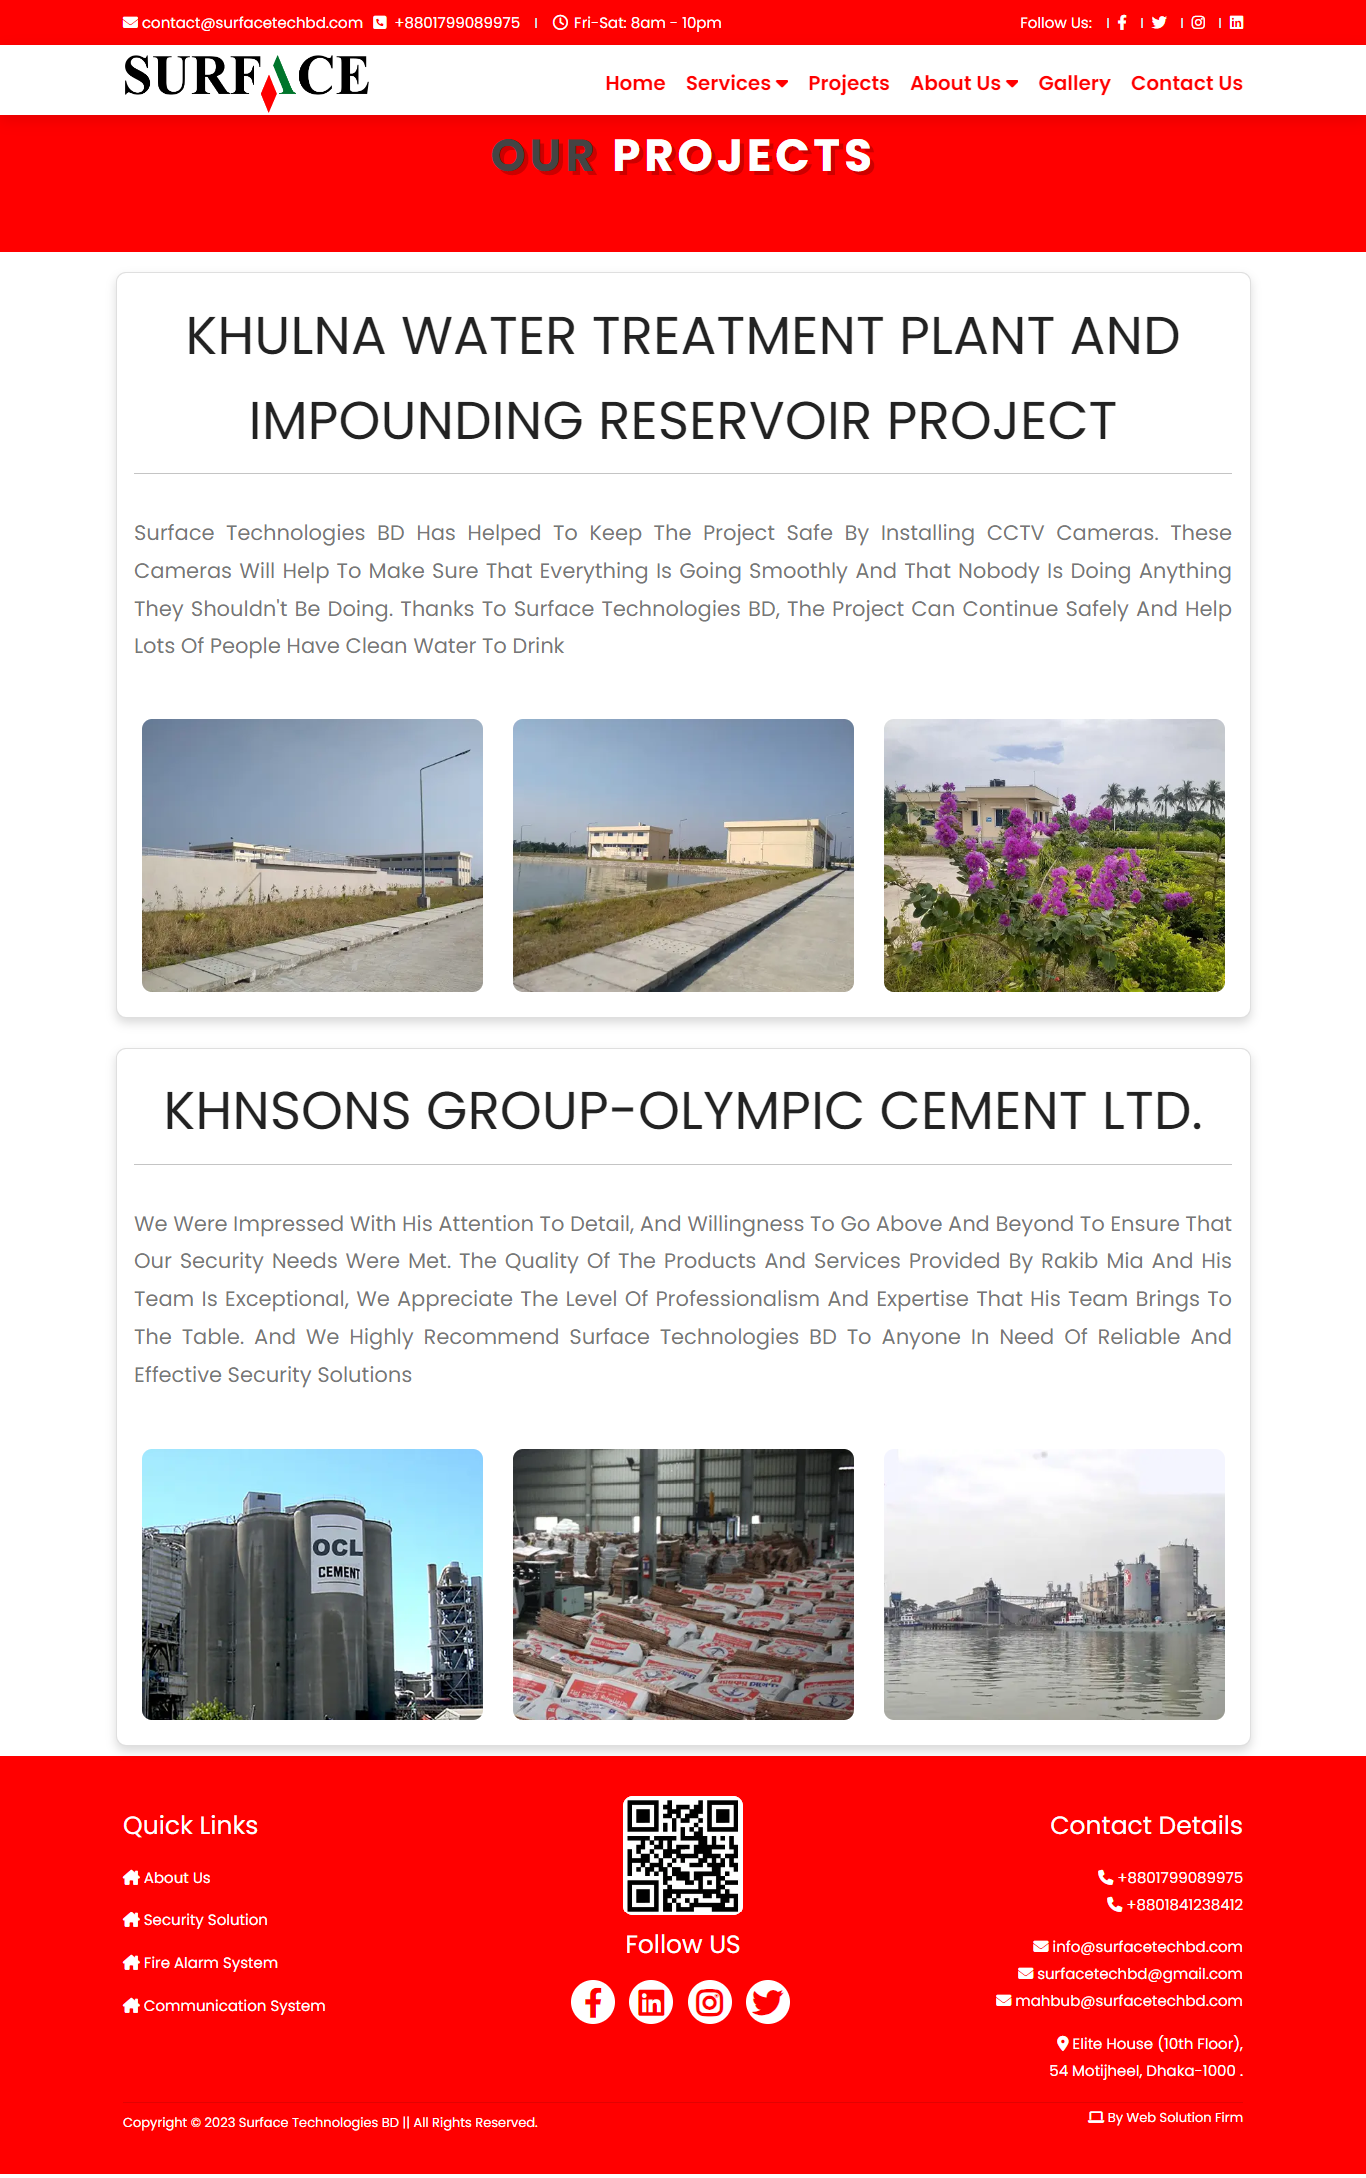 contact@surfacetechbd.com +8801799089975 | Fri-Sat: 8am - 10pm Follow Us: | | | |
SURFACE
Home Services Projects About Us Gallery Contact Us
OUR PROJECTS
KHULNA WATER TREATMENT PLANT AND
IMPOUNDING RESERVOIR PROJECT
Surface Technologies BD Has Helped To Keep The Project Safe By Installing CCTV Cameras. These
Cameras Will Help To Make Sure That Everything Is Going Smoothly And That Nobody Is Doing Anything
They Shouldn't Be Doing. Thanks To Surface Technologies BD, The Project Can Continue Safely And Help
Lots Of People Have Clean Water To Drink
KHNSONS GROUP-OLYMPIC CEMENT LTD.
We Were Impressed With His Attention To Detail, And Willingness To Go Above And Beyond To Ensure That
Our Security Needs Were Met. The Quality Of The Products And Services Provided By Rakib Mia And His
Team Is Exceptional, We Appreciate The Level Of Professionalism And Expertise That His Team Brings To
The Table. And We Highly Recommend Surface Technologies BD To Anyone In Need Of Reliable And
Effective Security Solutions
OCL
CEMENT
Quick Links
About Us
Security Solution
Fire Alarm System
Communication System
Follow US
Contact Details
+8801799089975
+8801841238412
info@surfacetechbd.com
surfacetechbd@gmail.com
mahbub@surfacetechbd.com
Elite House (10th Floor),
54 Motijheel, Dhaka-1000 .
Copyright © 2023 Surface Technologies BD || All Rights Reserved.
By Web Solution Firm